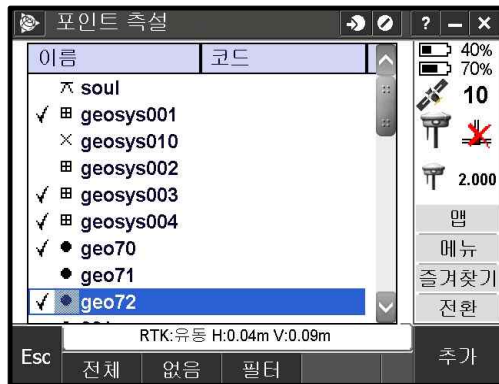 포인트 측설
? – ×
이름 코드
soul
geosys001
geosys010
geosys002
geosys003
geosys004
geo70
geo71
geo72
40%
70%
10
2.000
맵
메뉴
즐겨찾기
전환
RTK:유동 H:0.04m V:0.09m
Esc
전체 없음 필터
추가